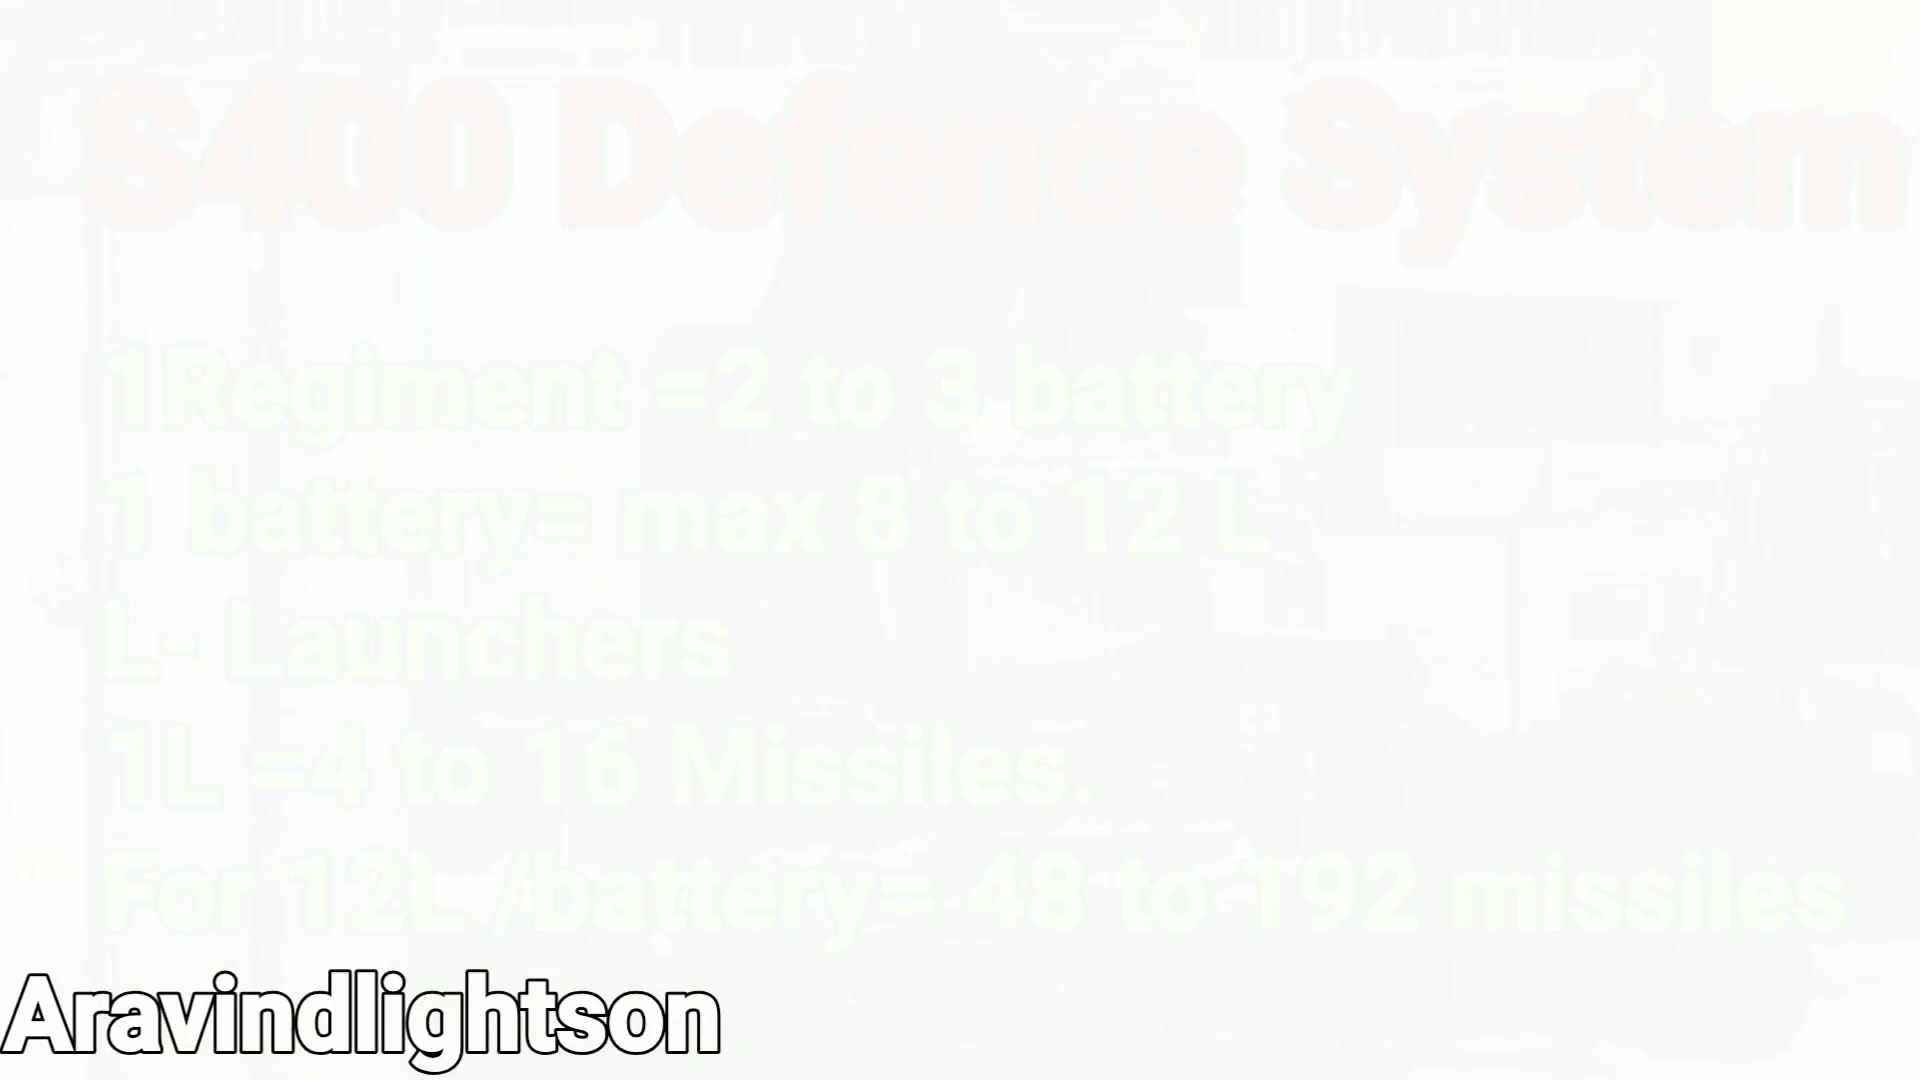 S400 Defence System
1Regiment =2 to 3 battery
1 battery= max 8 to 12 L
L- Launchers
1L =4 to 16 Missiles.
For 12L /battery= 48 to 192 missiles
Aravindlightson